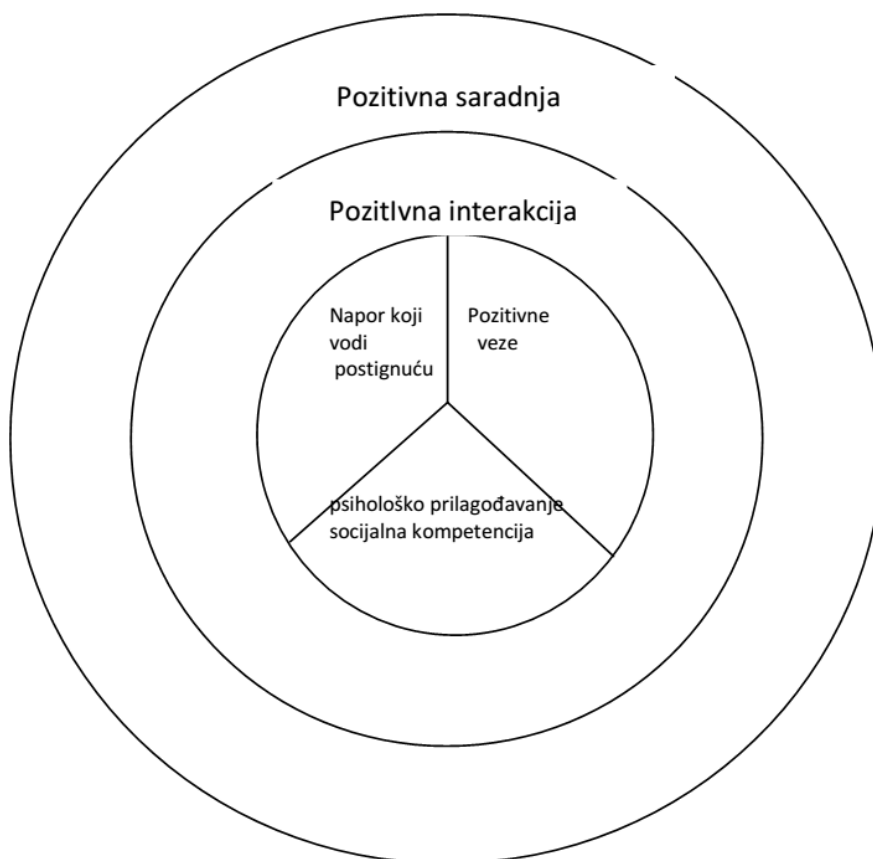 Pozitivna saradnja
PozitIvna interakcija
Napor koji
vodi
postignuću
Pozitivne
veze
psihološko prilagođavanje
socijalna kompetencija